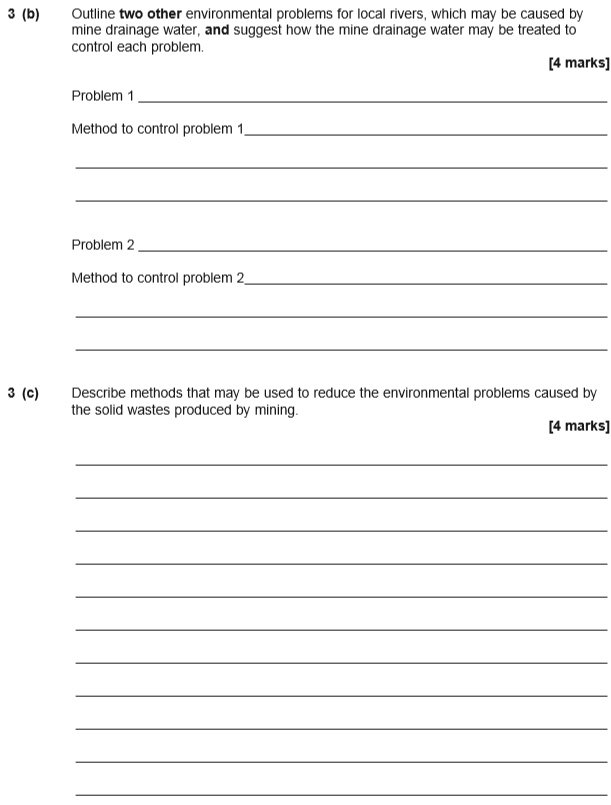 3 (b) Outline two other environmental problems for local rivers, which may be caused by
mine drainage water, and suggest how the mine drainage water may be treated to
control each problem.
[4 marks]
Problem 1
Method to control problem 1
Problem 2
Method to control problem 2
3 (c) Describe methods that may be used to reduce the environmental problems caused by
the solid wastes produced by mining.
[4 marks]